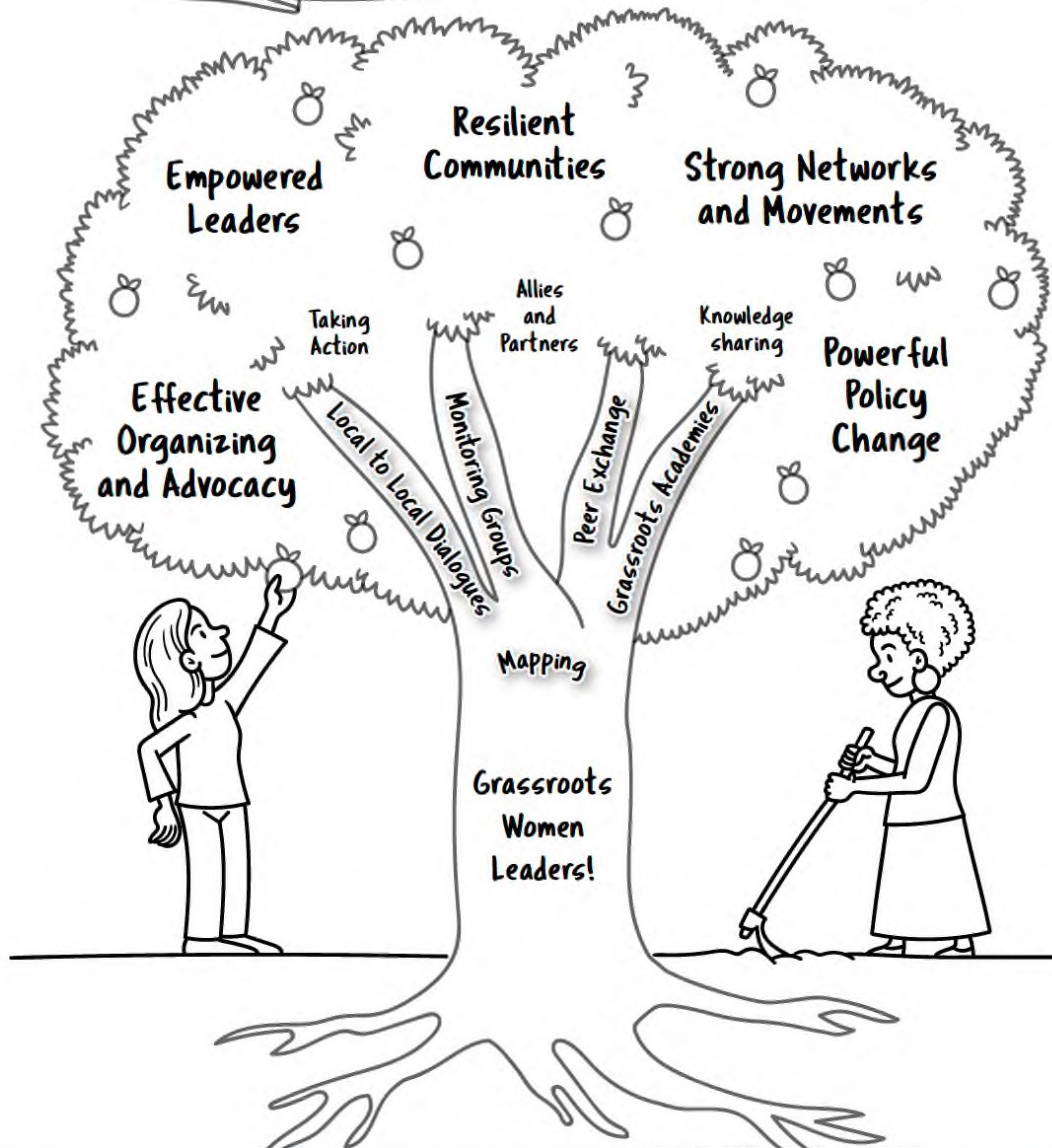 Resilient
Communities
Empowered
Leaders
Strong Networks
and Movements
Taking
Action
Allies
and
Partners
Knowledge
sharing
Powerful
Policy
Change
Effective
Organizing
and Advocacy
Local to Local Dialogues
Monitoring Groups
Peer Exchange
Grassroots Academies
Mapping
Grassroots
Women
Leaders!